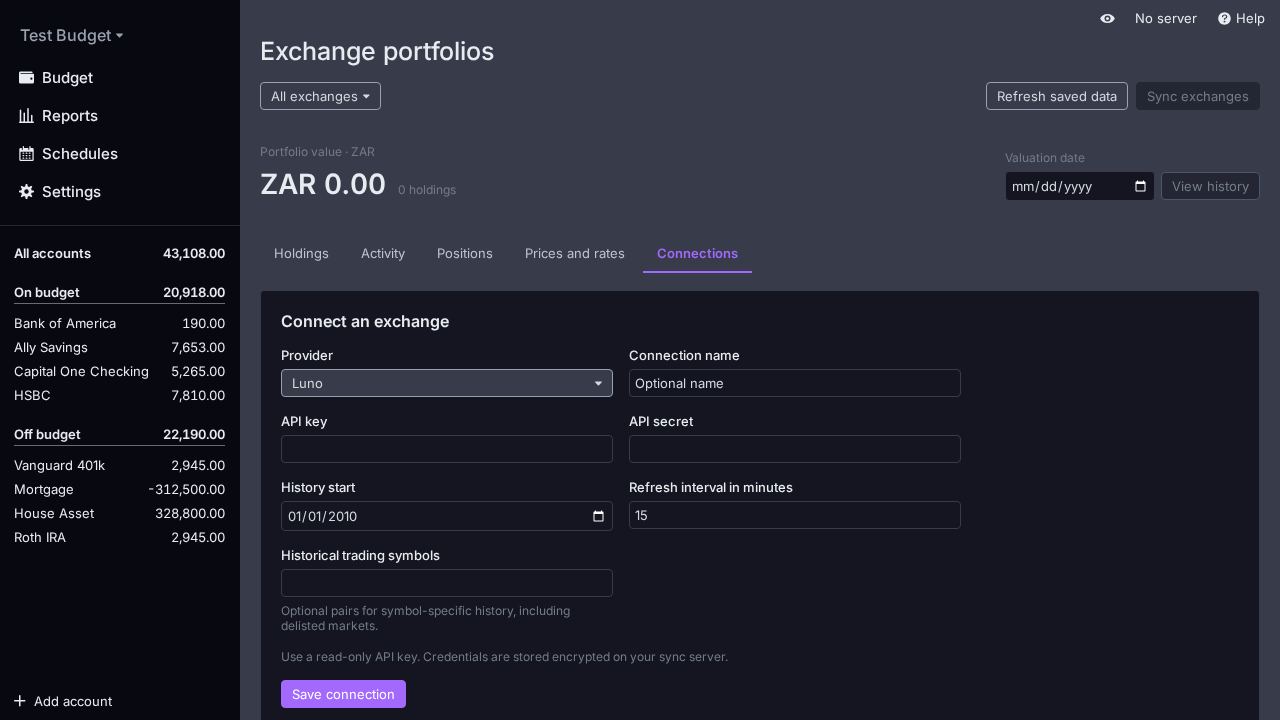 Test Budget
Budget
Reports
Schedules
Settings
All accounts 43,108.00
On budget 20,918.00
Bank of America 190.00
Ally Savings 7,653.00
Capital One Checking 5,265.00
HSBC 7,810.00
Off budget 22,190.00
Vanguard 401k 2,945.00
Mortgage -312,500.00
House Asset 328,800.00
Roth IRA 2,945.00
Add account
No server Help
Exchange portfolios
All exchanges Refresh saved data Sync exchanges
Portfolio value · ZAR
ZAR 0.00 0 holdings
Valuation date
mm/dd/yyyy View history
Holdings Activity Positions Prices and rates Connections
Connect an exchange
Provider Connection name
Luno Optional name
API key API secret
History start Refresh interval in minutes
01/01/2010 15
Historical trading symbols
Optional pairs for symbol-specific history, including
delisted markets.
Use a read-only API key. Credentials are stored encrypted on your sync server.
Save connection